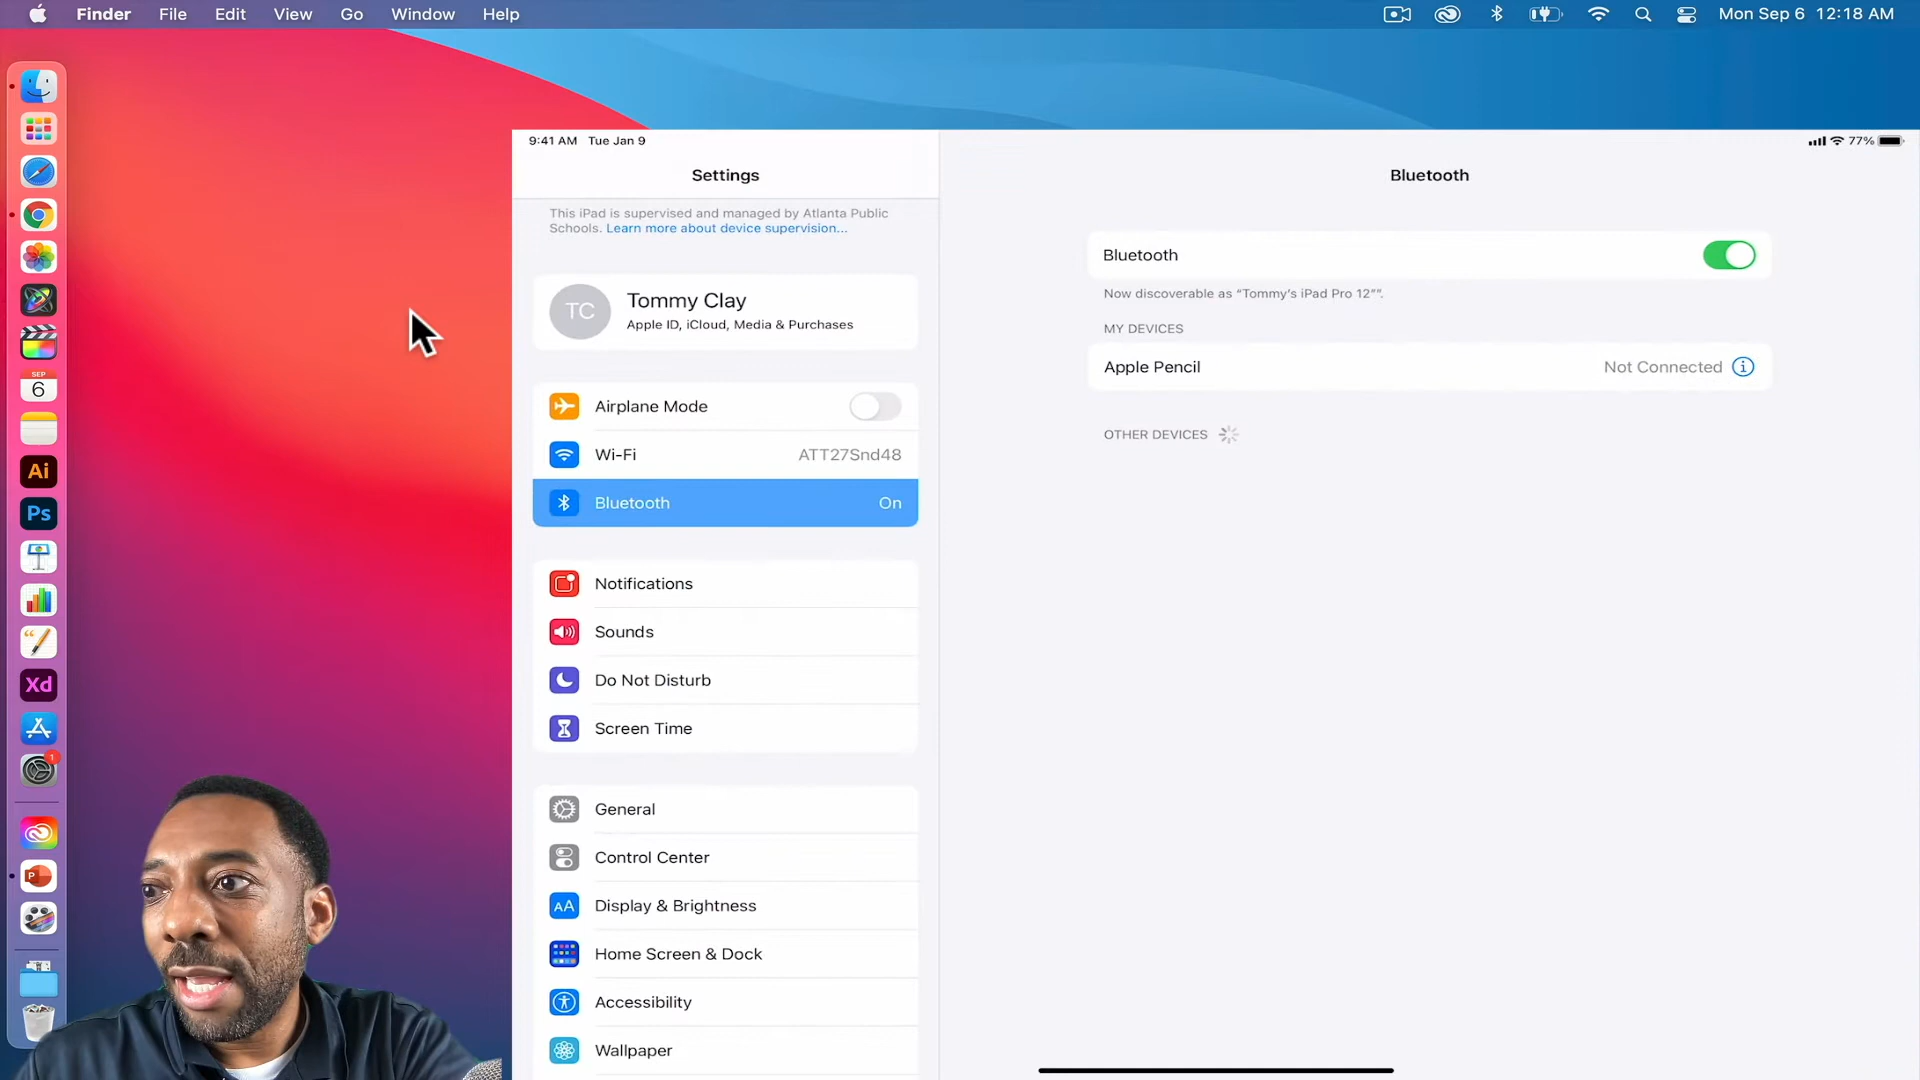 Finder File Edit View Go Window Help
Mon Sep 6 12:18 AM
9:41 AM Tue Jan 9
77%
Settings
This iPad is supervised and managed by Atlanta Public
Schools. Learn more about device supervision...
TC
Tommy Clay
Apple ID, iCloud, Media & Purchases
Airplane Mode
Wi-Fi ATT27Snd48
Bluetooth On
Notifications
Sounds
Do Not Disturb
Screen Time
General
Control Center
AA Display & Brightness
Home Screen & Dock
Accessibility
Wallpaper
Bluetooth
Bluetooth
Now discoverable as “Tommy’s iPad Pro 12"”.
MY DEVICES
Apple Pencil Not Connected i
OTHER DEVICES
SEP
6
Ai
Ps
Xd
1
P